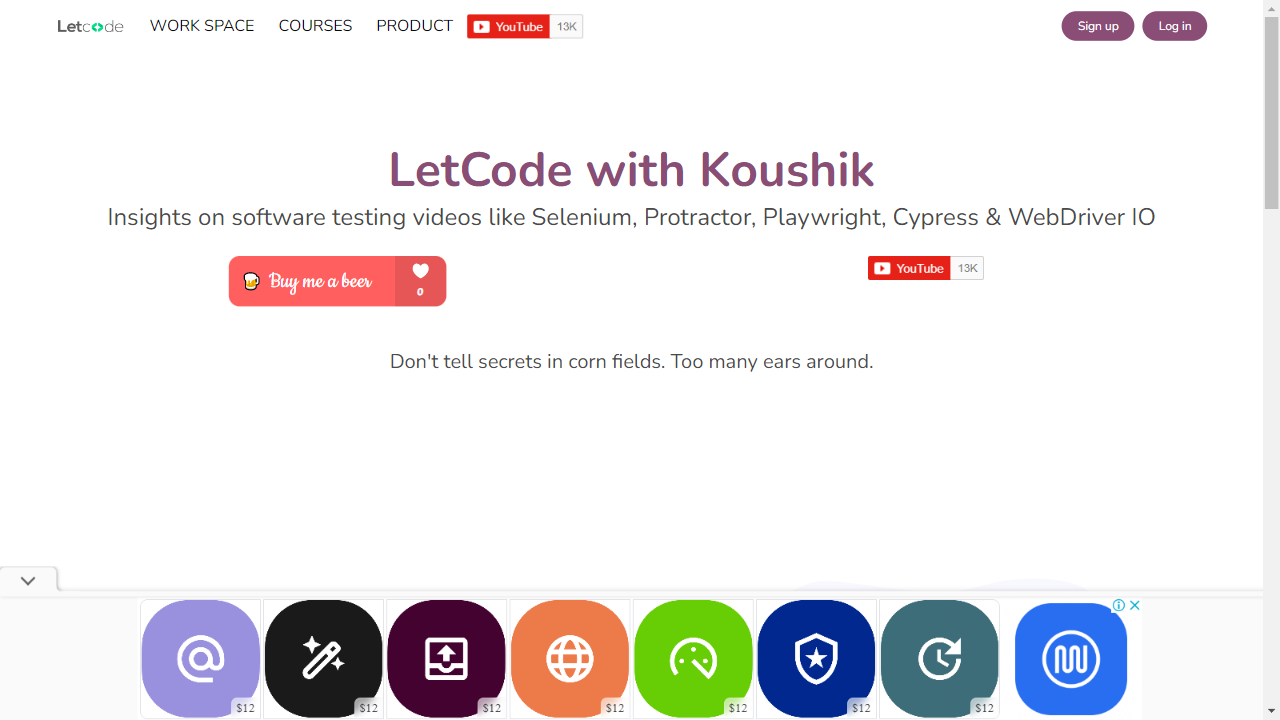 Letcode WORK SPACE COURSES PRODUCT YouTube 13K Sign up Log in
LetCode with Koushik
Insights on software testing videos like Selenium, Protractor, Playwright, Cypress & WebDriver IO
Buy me a beer 0 YouTube 13K
Don't tell secrets in corn fields. Too many ears around.
$12 $12 $12 $12 $12 $12 $12